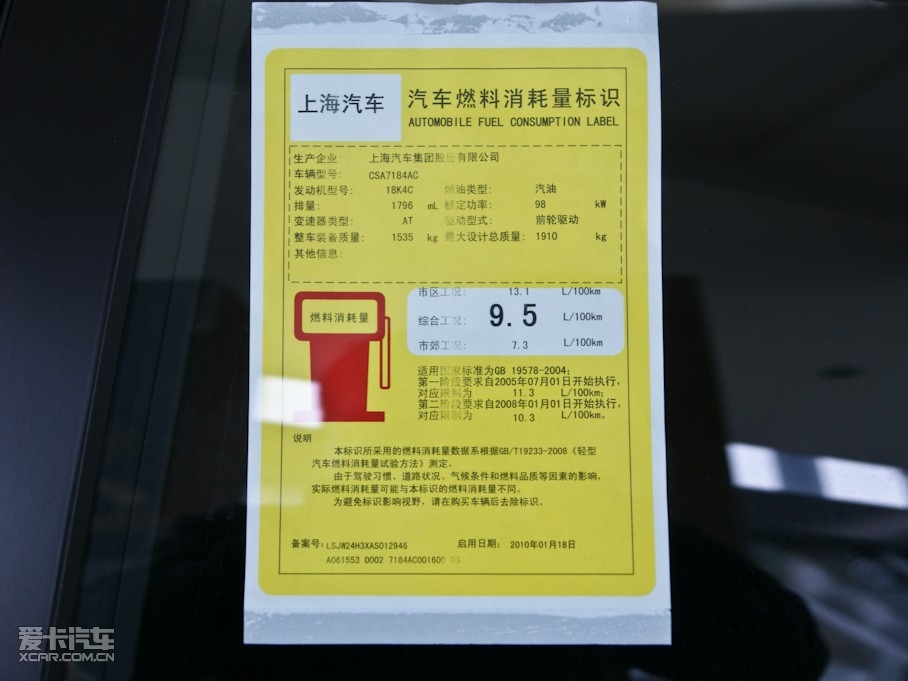 上海汽车
汽车燃料消耗量标识
AUTOMOBILE FUEL CONSUMPTION LABEL
生产企业: 上海汽车集团股份有限公司
车辆型号: CSA7184AC
发动机型号: 18K4C 燃油类型: 汽油
排量: 1796 mL 额定功率: 98 kW
变速器类型: AT 驱动型式: 前轮驱动
整车装备质量: 1535 kg 最大设计总质量: 1910 kg
其他信息:
燃料消耗量
市区工况: 13.1 L/100km
综合工况: 9.5 L/100km
市郊工况: 7.3 L/100km
适用国家标准为GB 19578-2004;
第一阶段要求自2005年07月01日开始执行,
对应限制为 11.3 L/100km;
第二阶段要求自2008年01月01日开始执行,
对应限制为 10.3 L/100km。
说明
本标识所采用的燃料消耗量数据系根据GB/T19233-2008《轻型
汽车燃料消耗量试验方法》测定。
由于驾驶习惯、道路状况、气候条件和燃料品质等因素的影响,
实际燃料消耗量可能与本标识的燃料消耗量不同。
为避免标识影响视野,请在购买车辆后去除标识。
备案号: LSJW24H3XAS012946 启用日期: 2010年01月18日
A061553 0002 7184AC001600
爱卡汽车
XCAR.COM.CN